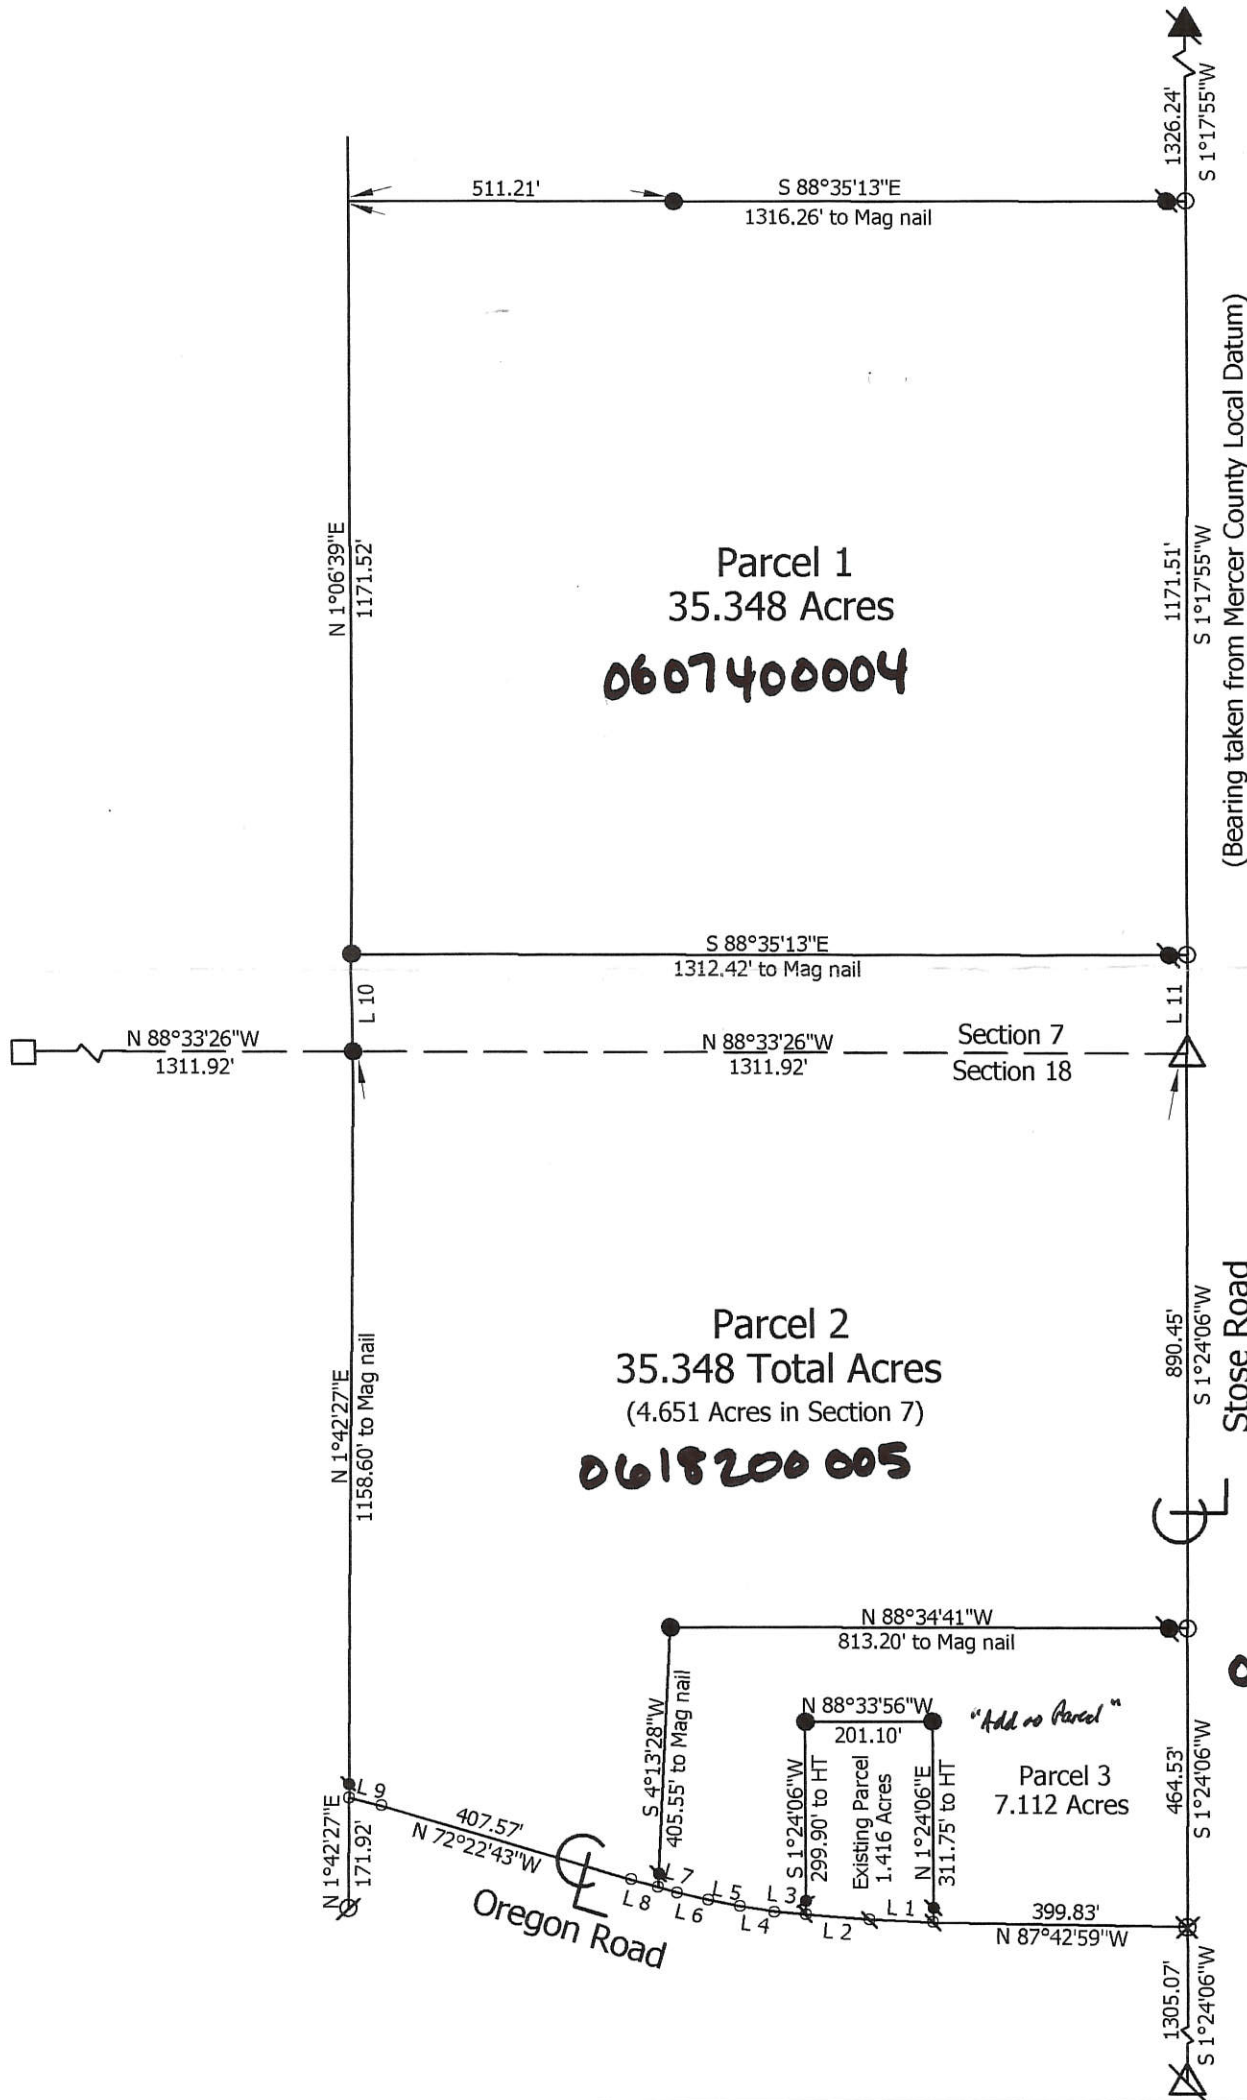 1326.24'
S 1°17'55"W
511.21'
S 88°35'13"E
1316.26' to Mag nail
(Bearing taken from Mercer County Local Datum)
N 1°06'39"E
1171.52'
Parcel 1
35.348 Acres
0607400004
1171.51'
S 1°17'55"W
S 88°35'13"E
1312.42' to Mag nail
L 10
L 11
N 88°33'26"W
1311.92'
N 88°33'26"W
1311.92'
Section 7
Section 18
Parcel 2
35.348 Total Acres
(4.651 Acres in Section 7)
0618200005
N 1°42'27"E
1158.60' to Mag nail
890.45'
S 1°24'06"W
Stose Road
CL
N 88°34'41"W
813.20' to Mag nail
S 4°13'28"W
405.55' to Mag nail
N 88°33'56"W
201.10'
"Add no Parcel"
0
S 1°24'06"W
299.90' to HT
Existing Parcel
1.416 Acres
N 1°24'06"E
311.75' to HT
Parcel 3
7.112 Acres
464.53'
S 1°24'06"W
L 9
N 1°42'27"E
171.92'
407.57'
N 72°22'43"W
CL
Oregon Road
L 8
L 7
L 6
L 5
L 4
L 3
L 2
L 1
399.83'
N 87°42'59"W
1305.07'
S 1°24'06"W